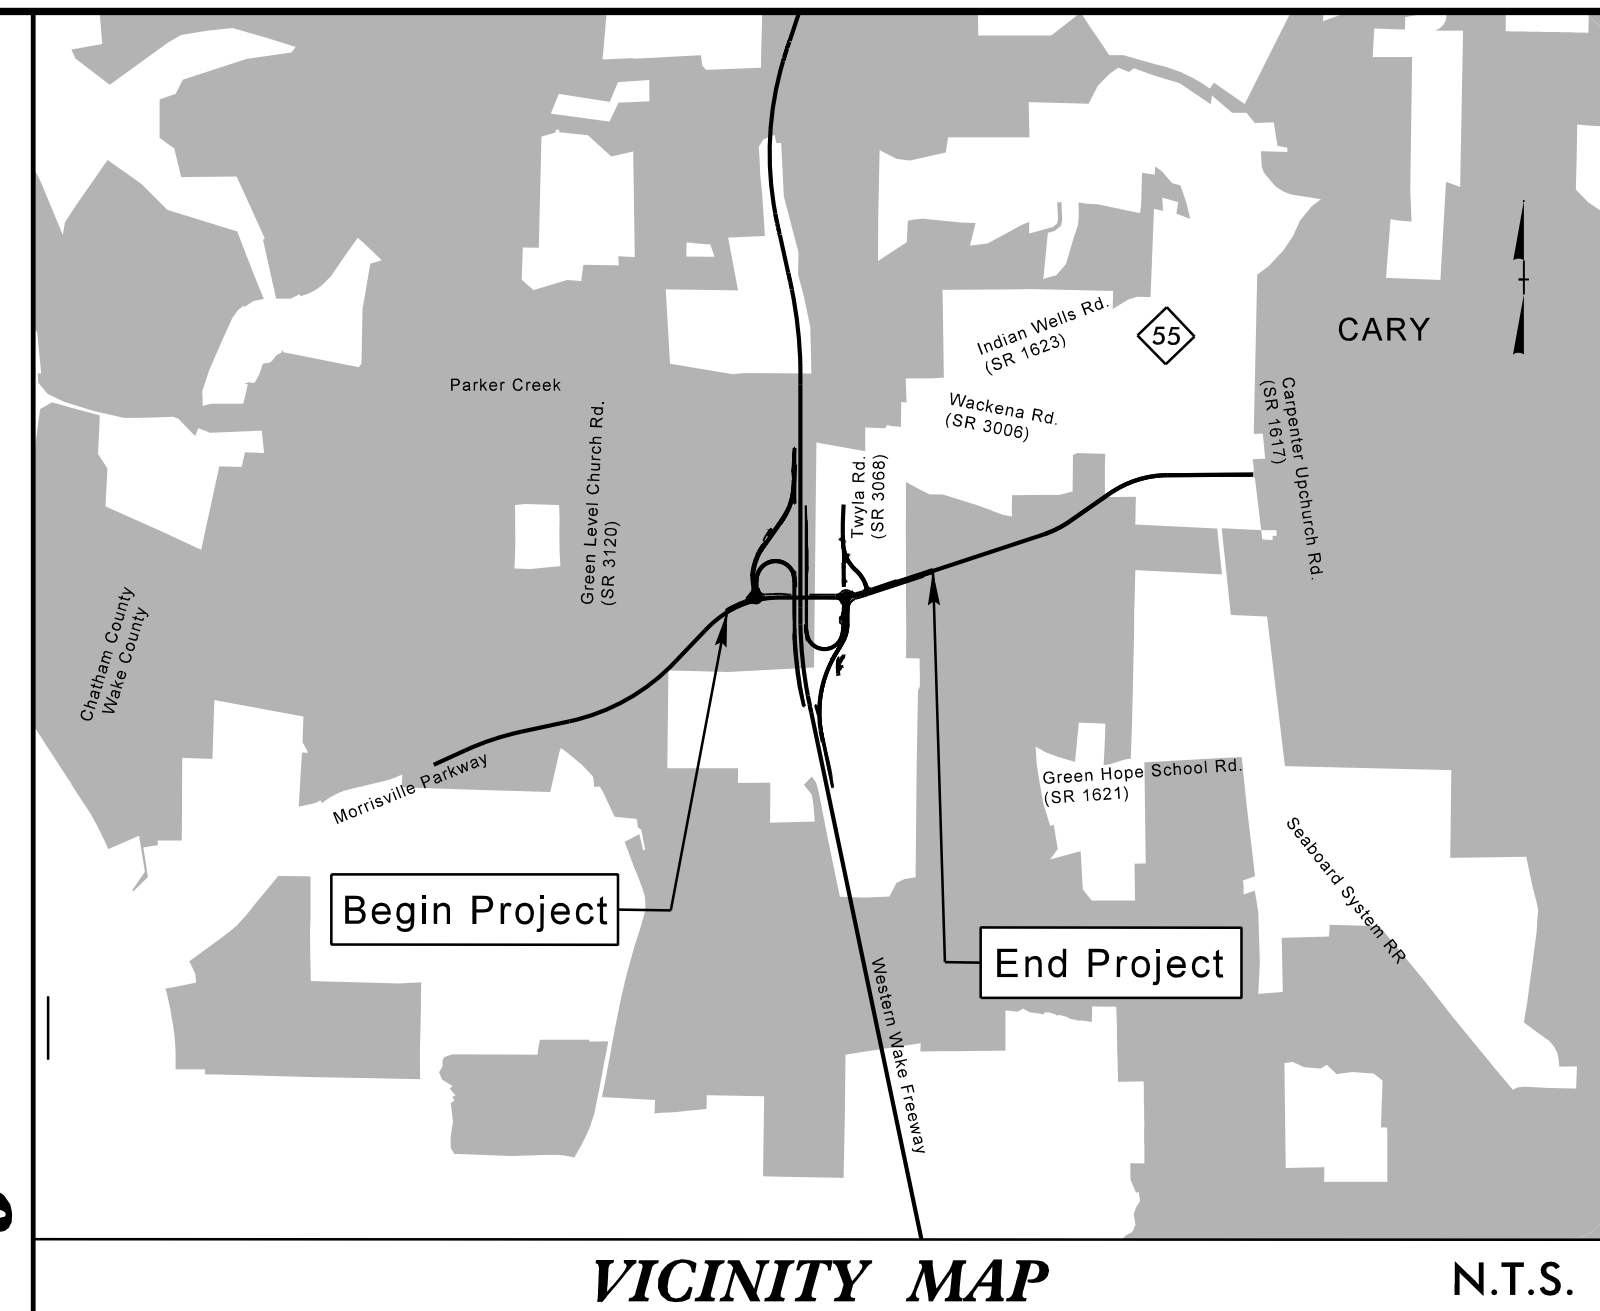 Indian Wells Rd.
(SR 1623)
55
CARY
Parker Creek
Green Level Church Rd.
(SR 3120)
Wackena Rd.
(SR 3006)
Carpenter Upchurch Rd.
(SR 1617)
Twyla Rd.
(SR 3068)
Chatham County
Wake County
Morrisville Parkway
Green Hope School Rd.
(SR 1621)
Seaboard System RR
Begin Project
End Project
Western Wake Freeway
VICINITY MAP
N.T.S.